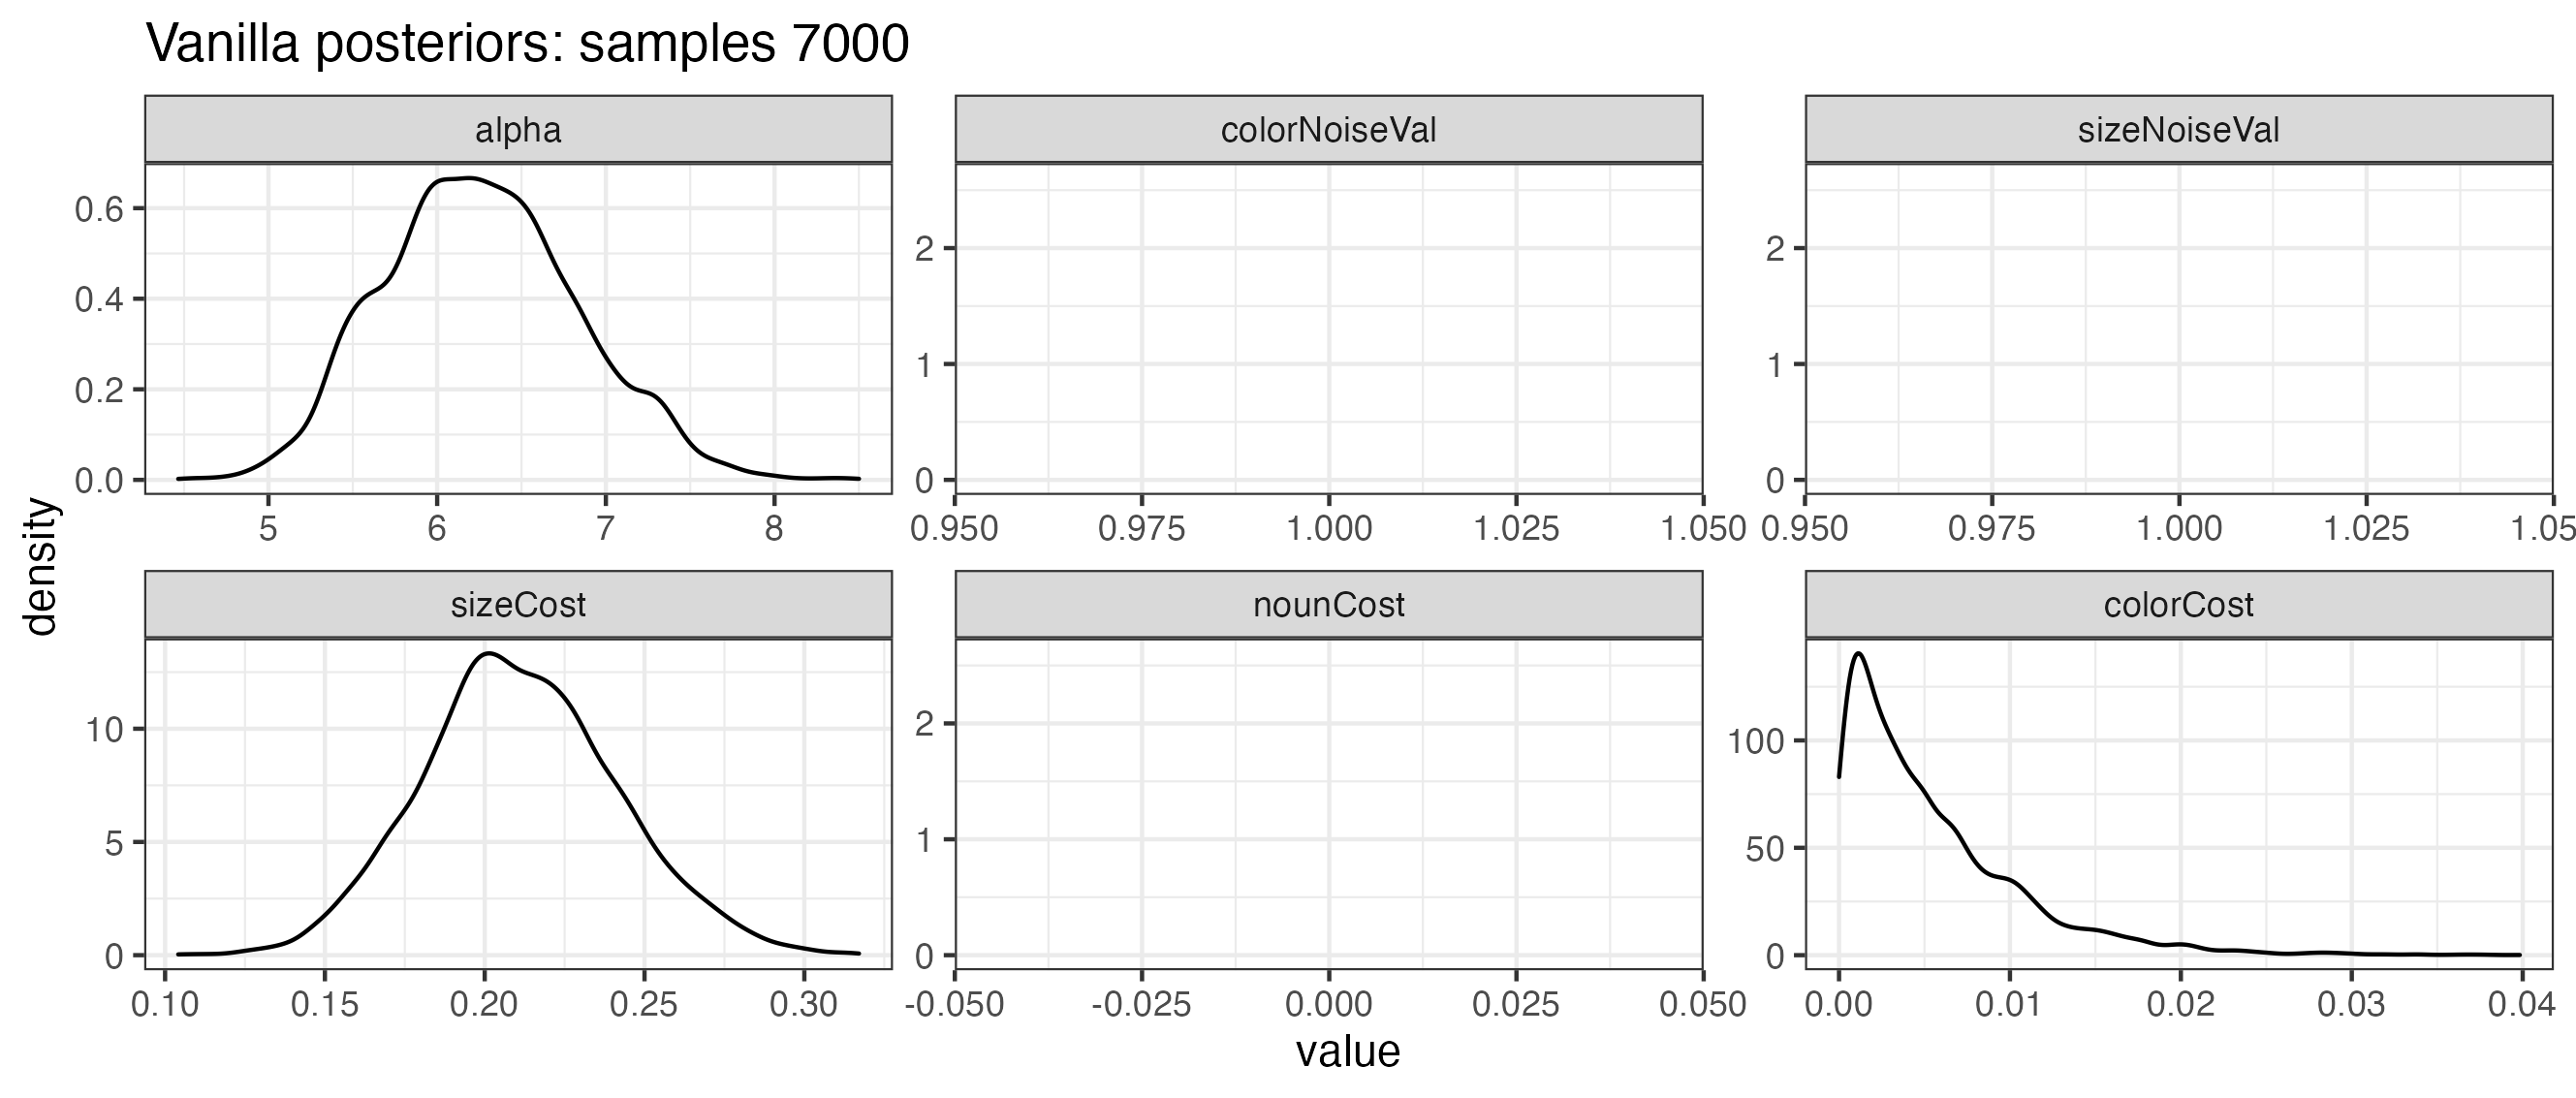 Vanilla posteriors: samples 7000
alpha
colorNoiseVal
sizeNoiseVal
0.6
0.4
0.2
0.0
2
1
0
2
1
0
5 6 7 8
0.950 0.975 1.000 1.025 1.050
0.950 0.975 1.000 1.025 1.05
density
sizeCost
nounCost
colorCost
10
5
0
2
1
0
100
50
0
0.10 0.15 0.20 0.25 0.30
-0.050 -0.025 0.000 0.025 0.050
0.00 0.01 0.02 0.03 0.04
value